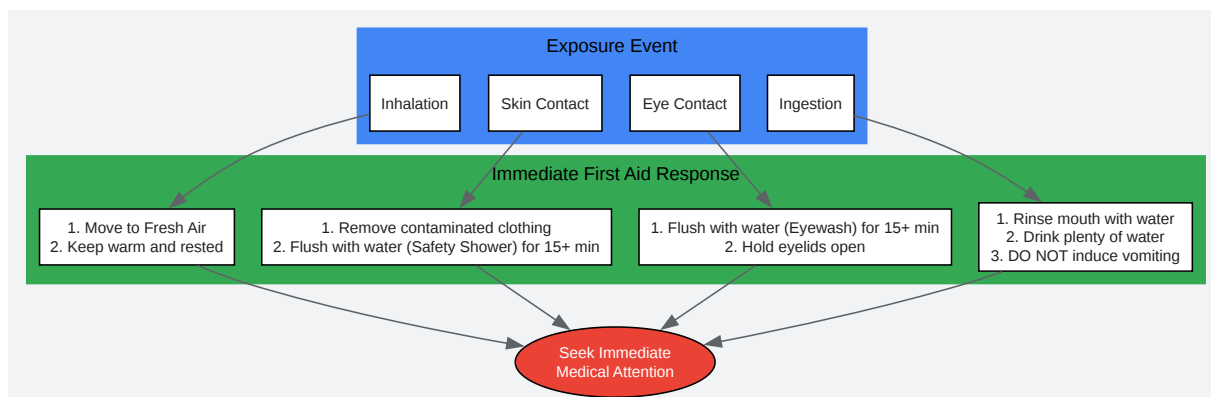 Exposure Event
Inhalation
Skin Contact
Eye Contact
Ingestion
Immediate First Aid Response
1. Move to Fresh Air
2. Keep warm and rested
1. Remove contaminated clothing
2. Flush with water (Safety Shower) for 15+ min
1. Flush with water (Eyewash) for 15+ min
2. Hold eyelids open
1. Rinse mouth with water
2. Drink plenty of water
3. DO NOT induce vomiting
Seek Immediate
Medical Attention